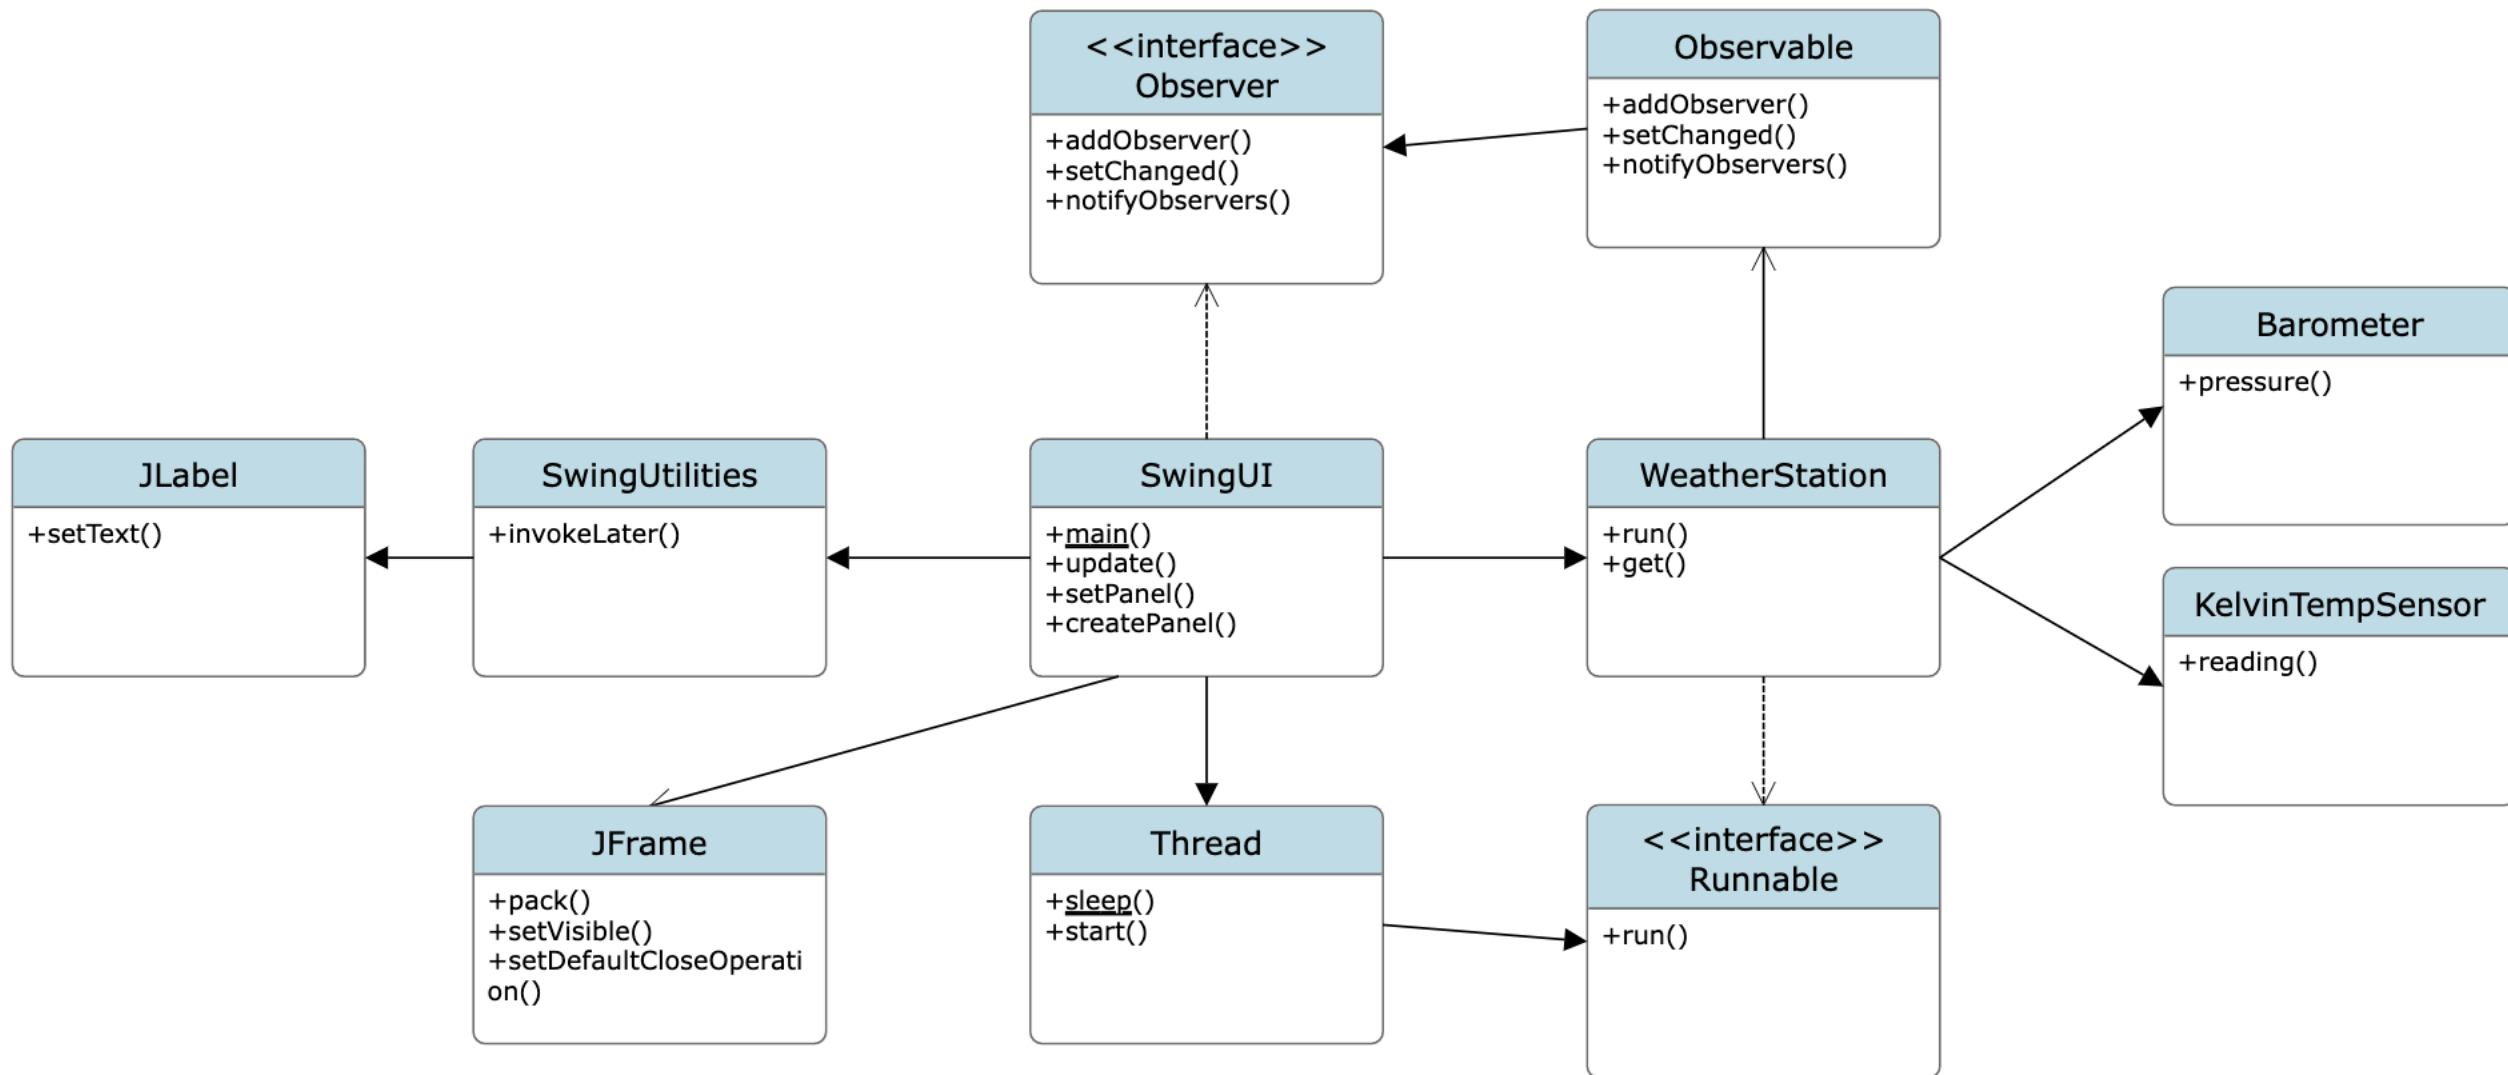 <<interface>>
Observer
+addObserver()
+setChanged()
+notifyObservers()
Observable
+addObserver()
+setChanged()
+notifyObservers()
Barometer
+pressure()
JLabel
+setText()
SwingUtilities
+invokeLater()
SwingUI
+main()
+update()
+setPanel()
+createPanel()
WeatherStation
+run()
+get()
KelvinTempSensor
+reading()
JFrame
+pack()
+setVisible()
+setDefaultCloseOperati
on()
Thread
+sleep()
+start()
<<interface>>
Runnable
+run()